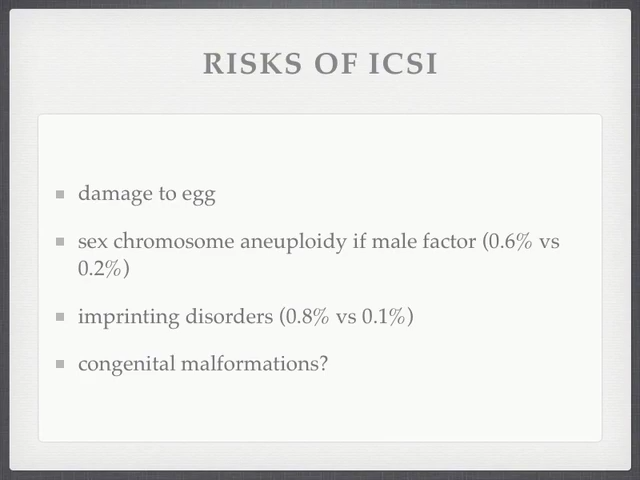 RISKS OF ICSI
damage to egg
sex chromosome aneuploidy if male factor (0.6% vs
0.2%)
imprinting disorders (0.8% vs 0.1%)
congenital malformations?